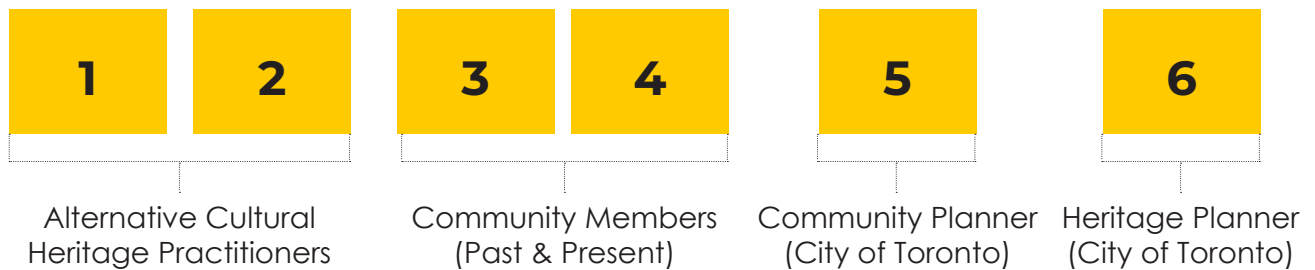 1 2 3 4 5 6
Alternative Cultural
Heritage Practitioners
Community Members
(Past & Present)
Community Planner
(City of Toronto)
Heritage Planner
(City of Toronto)